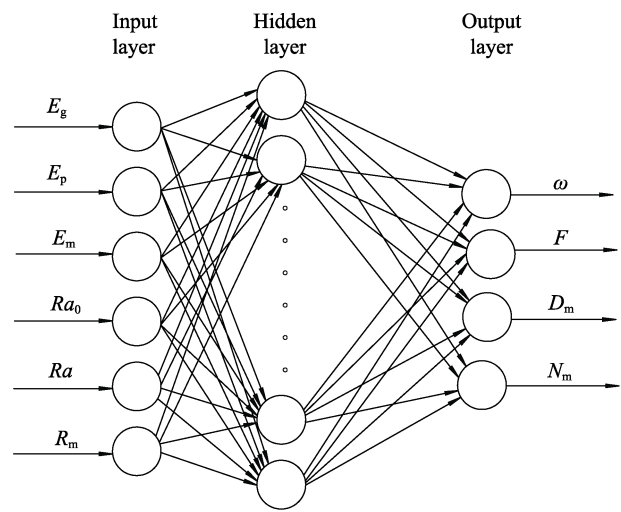 Input
layer
Hidden
layer
Output
layer
E_g
E_p
E_m
Ra_0
Ra
R_m
ω
F
D_m
N_m